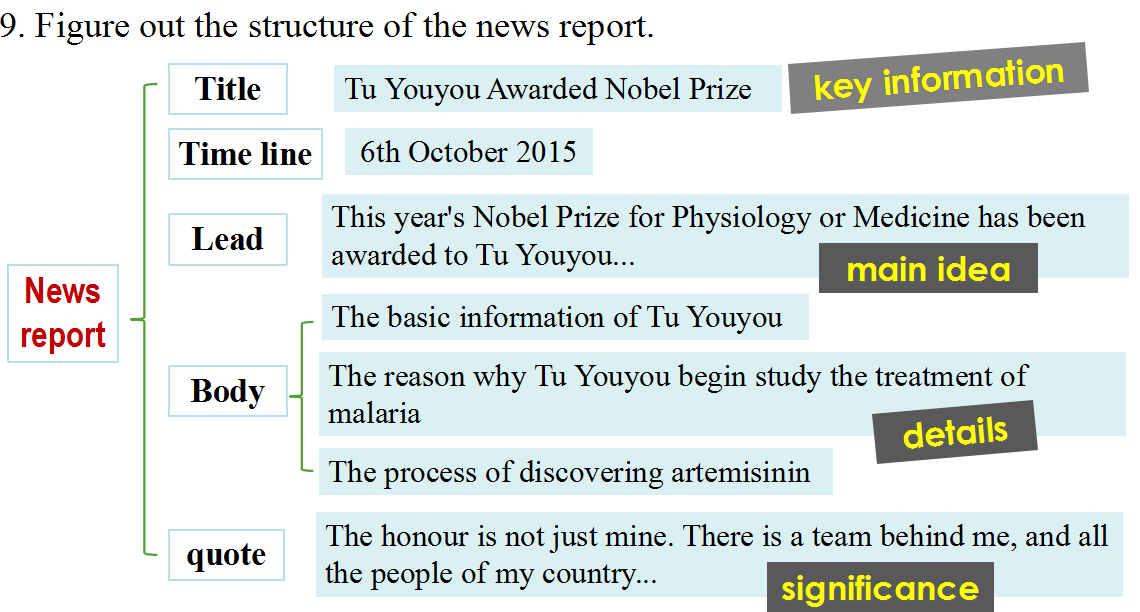 9. Figure out the structure of the news report.
Title
Tu Youyou Awarded Nobel Prize
key information
Time line
6th October 2015
Lead
This year's Nobel Prize for Physiology or Medicine has been
awarded to Tu Youyou...
main idea
News
report
The basic information of Tu Youyou
Body
The reason why Tu Youyou begin study the treatment of
malaria
details
The process of discovering artemisinin
quote
The honour is not just mine. There is a team behind me, and all
the people of my country...
significance